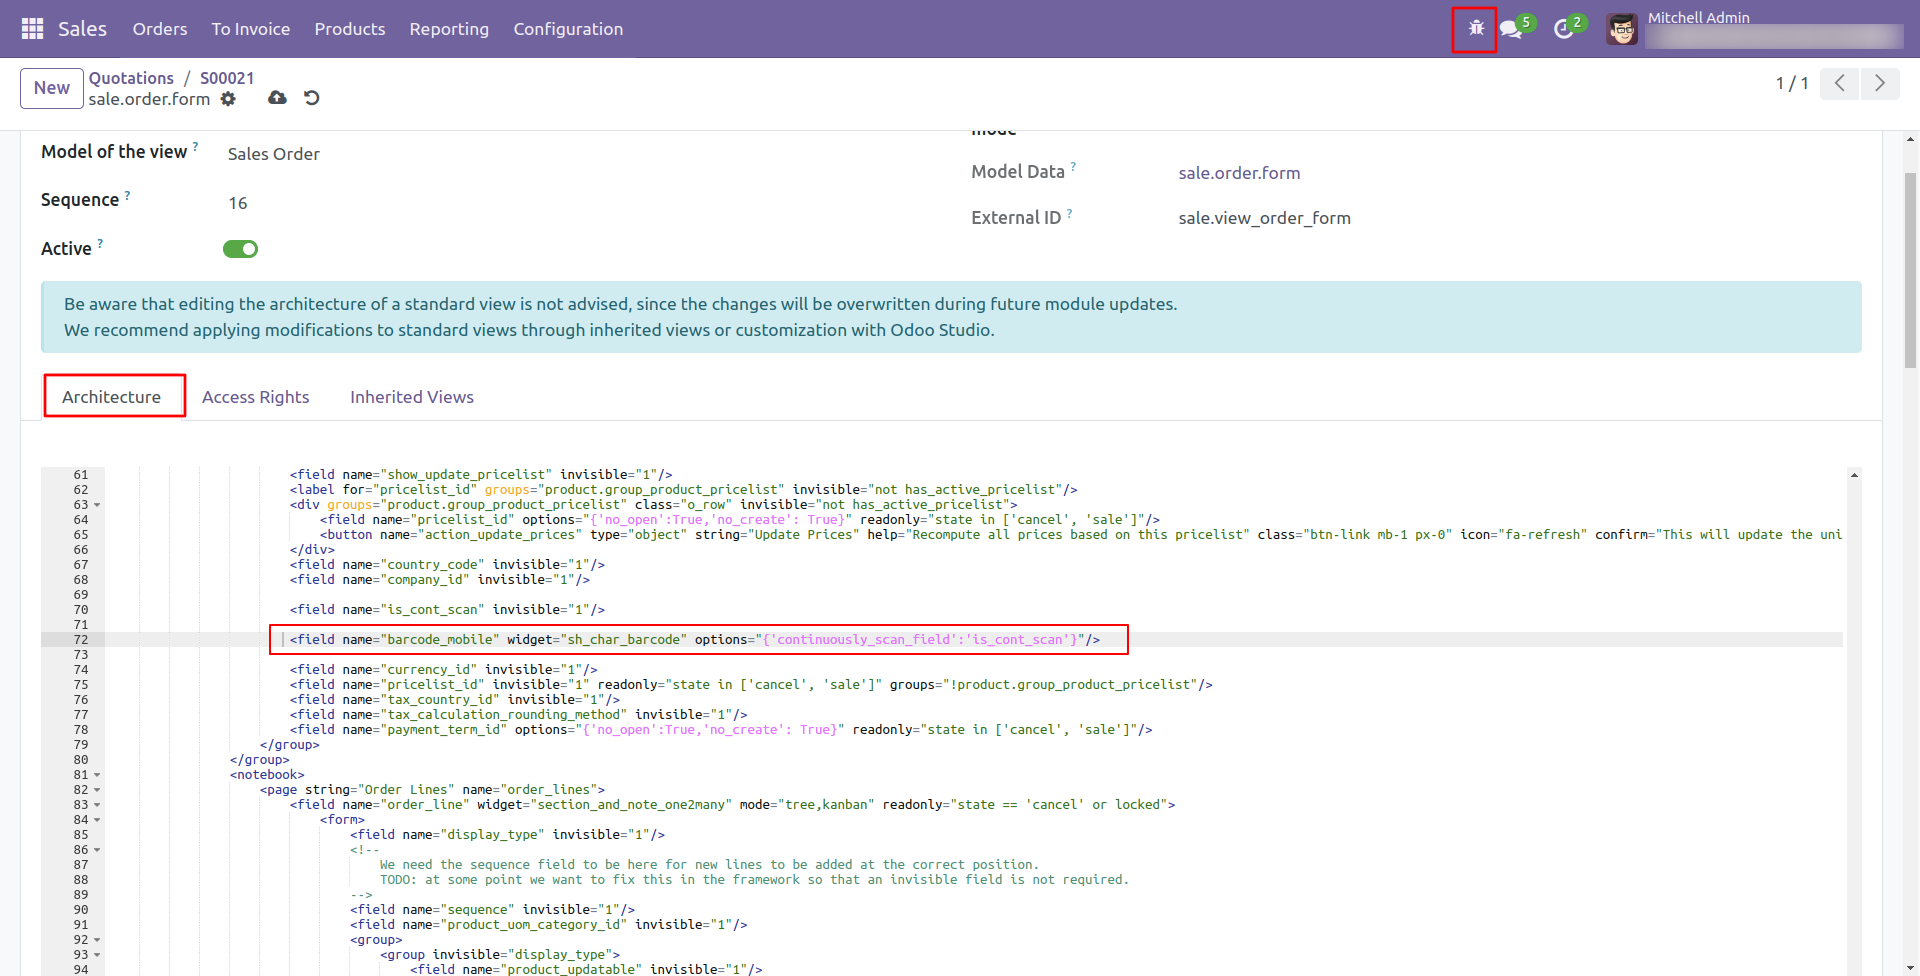 Sales Orders To Invoice Products Reporting Configuration 5 2 Mitchell Admin
New Quotations / S00021
sale.order.form
1 / 1
Model of the view ? Sales Order
Model Data ? sale.order.form
Sequence ? 16
External ID ? sale.view_order_form
Active ?
Be aware that editing the architecture of a standard view is not advised, since the changes will be overwritten during future module updates.
We recommend applying modifications to standard views through inherited views or customization with Odoo Studio.
Architecture Access Rights Inherited Views
61 <field name="show_update_pricelist" invisible="1"/>
62 <label for="pricelist_id" groups="product.group_product_pricelist" invisible="not has_active_pricelist"/>
63 <div groups="product.group_product_pricelist" class="o_row" invisible="not has_active_pricelist">
64 <field name="pricelist_id" options="{'no_open':True,'no_create': True}" readonly="state in ['cancel', 'sale']"/>
65 <button name="action_update_prices" type="object" string="Update Prices" help="Recompute all prices based on this pricelist" class="btn-link mb-1 px-0" icon="fa-refresh" confirm="This will update the uni
66 </div>
67 <field name="country_code" invisible="1"/>
68 <field name="company_id" invisible="1"/>
69
70 <field name="is_cont_scan" invisible="1"/>
71
72 <field name="barcode_mobile" widget="sh_char_barcode" options="{'continuously_scan_field':'is_cont_scan'}"/>
73
74 <field name="currency_id" invisible="1"/>
75 <field name="pricelist_id" invisible="1" readonly="state in ['cancel', 'sale']" groups="!product.group_product_pricelist"/>
76 <field name="tax_country_id" invisible="1"/>
77 <field name="tax_calculation_rounding_method" invisible="1"/>
78 <field name="payment_term_id" options="{'no_open':True,'no_create': True}" readonly="state in ['cancel', 'sale']"/>
79 </group>
80 </group>
81 <notebook>
82 <page string="Order Lines" name="order_lines">
83 <field name="order_line" widget="section_and_note_one2many" mode="tree,kanban" readonly="state == 'cancel' or locked">
84 <form>
85 <field name="display_type" invisible="1"/>
86 <!--
87 We need the sequence field to be here for new lines to be added at the correct position.
88 TODO: at some point we want to fix this in the framework so that an invisible field is not required.
89 -->
90 <field name="sequence" invisible="1"/>
91 <field name="product_uom_category_id" invisible="1"/>
92 <group>
93 <group invisible="display_type">
94 <field name="product_updatable" invisible="1"/>